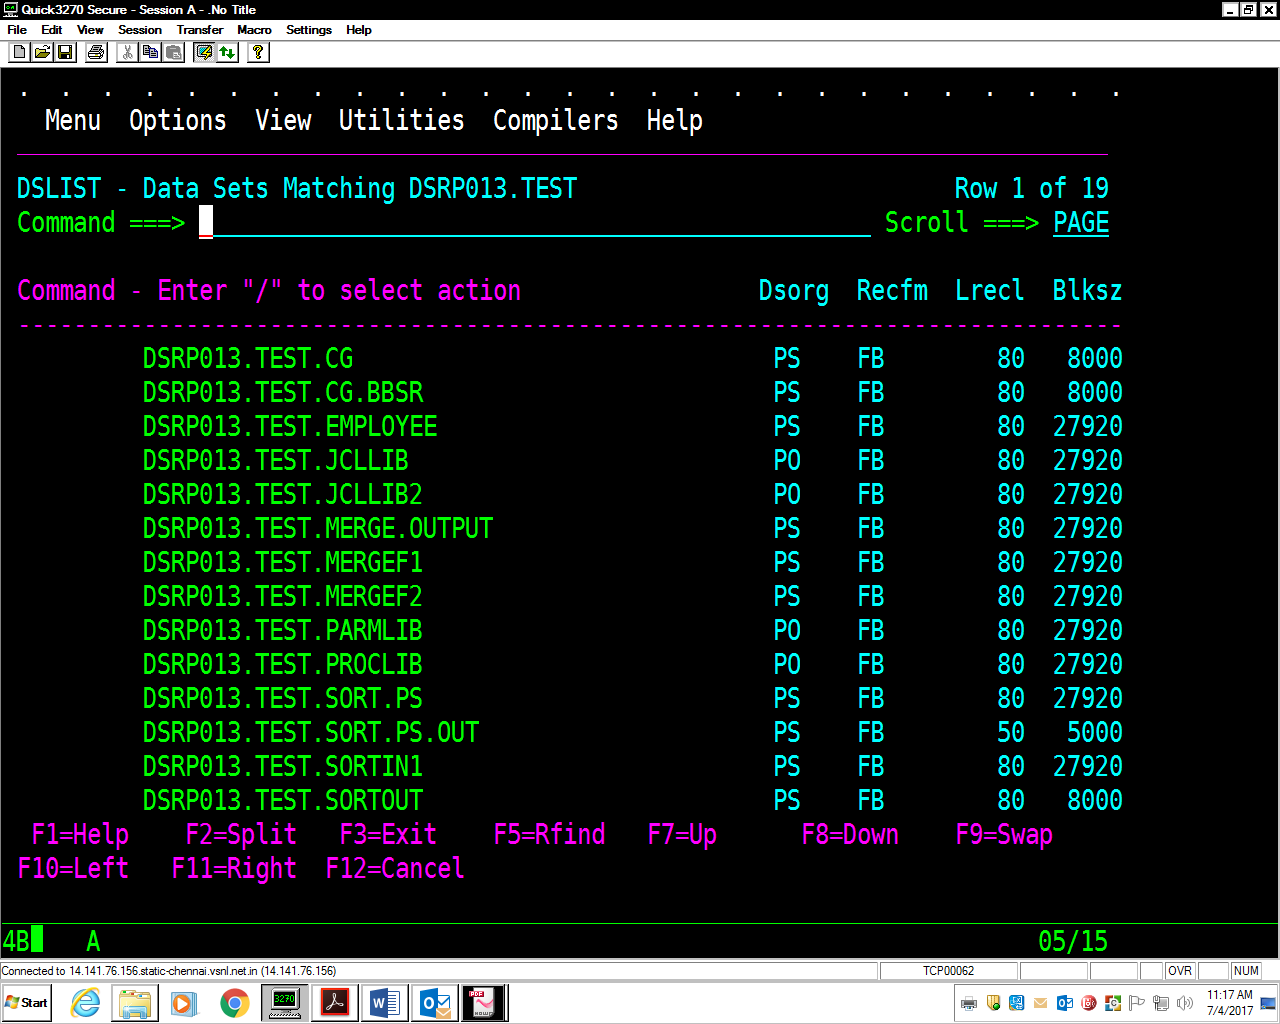 Quick3270 Secure - Session A - .No Title
File Edit View Session Transfer Macro Settings Help
. . . . . . . . . . . . . . . . . . . . . . . . . . .
Menu Options View Utilities Compilers Help
DSLIST - Data Sets Matching DSRP013.TEST Row 1 of 19
Command ===> Scroll ===> PAGE
Command - Enter "/" to select action Dsorg Recfm Lrecl Blksz
-------------------------------------------------------------------------------
DSRP013.TEST.CG PS FB 80 8000
DSRP013.TEST.CG.BBSR PS FB 80 8000
DSRP013.TEST.EMPLOYEE PS FB 80 27920
DSRP013.TEST.JCLLIB PO FB 80 27920
DSRP013.TEST.JCLLIB2 PO FB 80 27920
DSRP013.TEST.MERGE.OUTPUT PS FB 80 27920
DSRP013.TEST.MERGEF1 PS FB 80 27920
DSRP013.TEST.MERGEF2 PS FB 80 27920
DSRP013.TEST.PARMLIB PO FB 80 27920
DSRP013.TEST.PROCLIB PO FB 80 27920
DSRP013.TEST.SORT.PS PS FB 80 27920
DSRP013.TEST.SORT.PS.OUT PS FB 50 5000
DSRP013.TEST.SORTIN1 PS FB 80 27920
DSRP013.TEST.SORTOUT PS FB 80 8000
F1=Help F2=Split F3=Exit F5=Rfind F7=Up F8=Down F9=Swap
F10=Left F11=Right F12=Cancel
4B A 05/15
Connected to 14.141.76.156.static-chennai.vsnl.net.in (14.141.76.156) TCP00062 OVR NUM
Start 3270 11:17 AM
7/4/2017